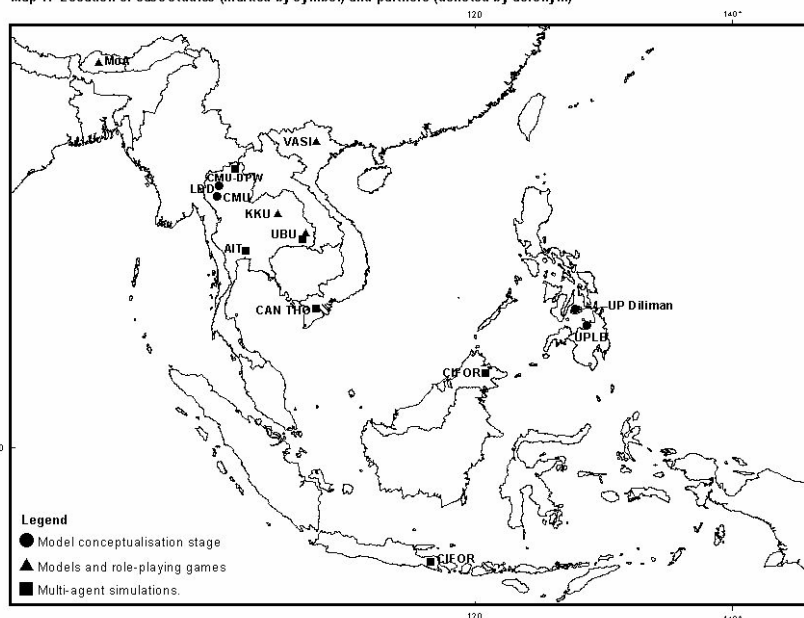 120
140°
MoA
VASI
CMU-DPW
LDD
CMU
KKU
UBU
AIT
CAN THO
UP Diliman
UPLB
CIFOR
0
Legend
Model conceptualisation stage
Models and role-playing games
Multi-agent simulations.
CIFOR
120